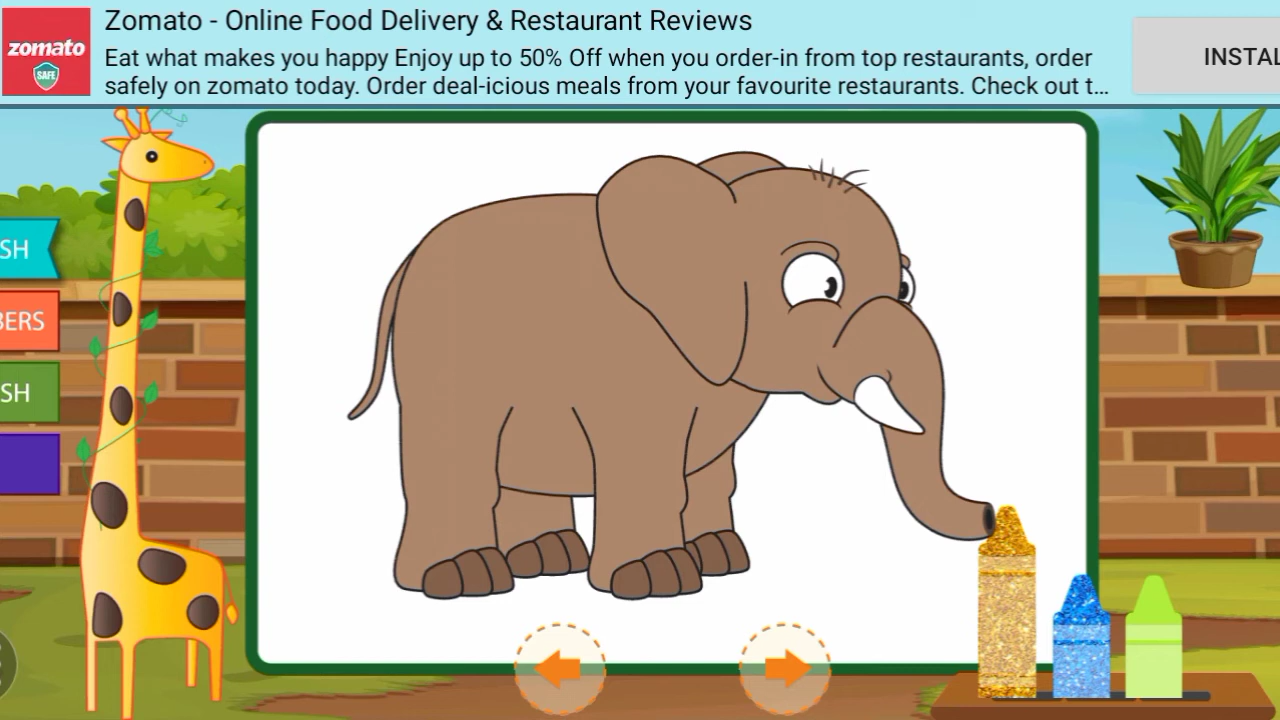 Zomato - Online Food Delivery & Restaurant Reviews
zomato
SAFE
Eat what makes you happy Enjoy up to 50% Off when you order-in from top restaurants, order
safely on zomato today. Order deal-icious meals from your favourite restaurants. Check out t...
INSTAL
SH
BERS
SH